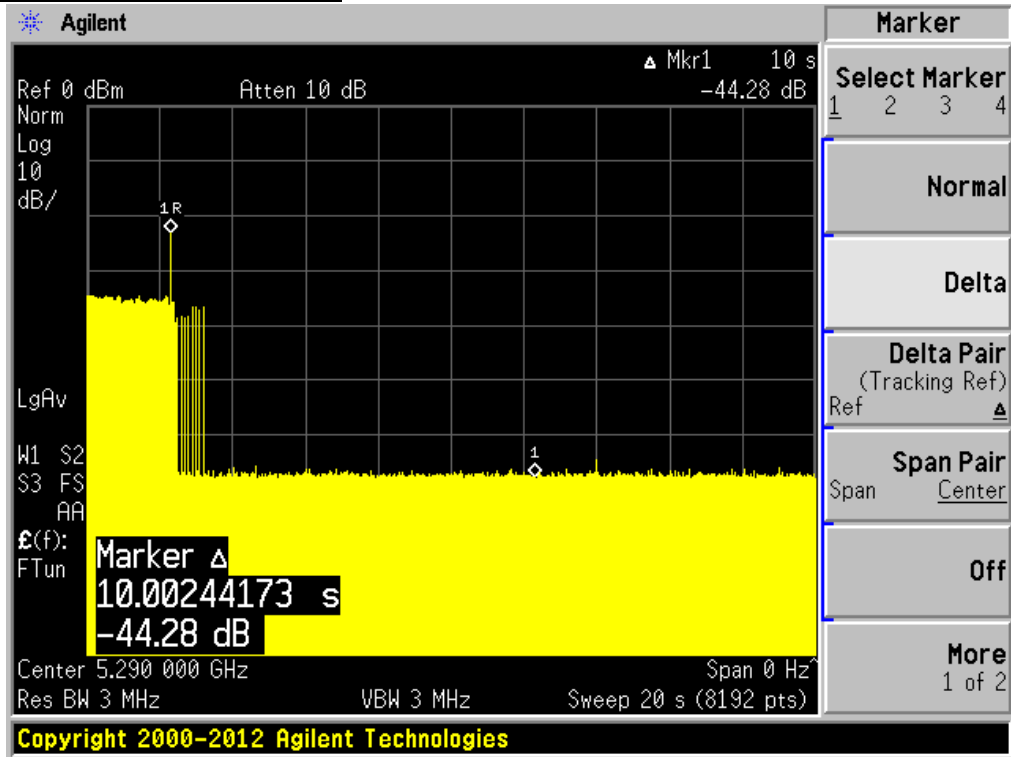 Agilent
Marker
Δ Mkr1 10 s
Ref 0 dBm Atten 10 dB -44.28 dB
Norm
Log
10
dB/
1R
LgAv
1
W1 S2
S3 FS
AA
£(f):
FTun
Marker Δ
10.00244173 s
-44.28 dB
Center 5.290 000 GHz Span 0 Hz^
Res BW 3 MHz VBW 3 MHz Sweep 20 s (8192 pts)
Copyright 2000-2012 Agilent Technologies
Select Marker
1 2 3 4
Normal
Delta
Delta Pair
(Tracking Ref)
Ref Δ
Span Pair
Span Center
Off
More
1 of 2